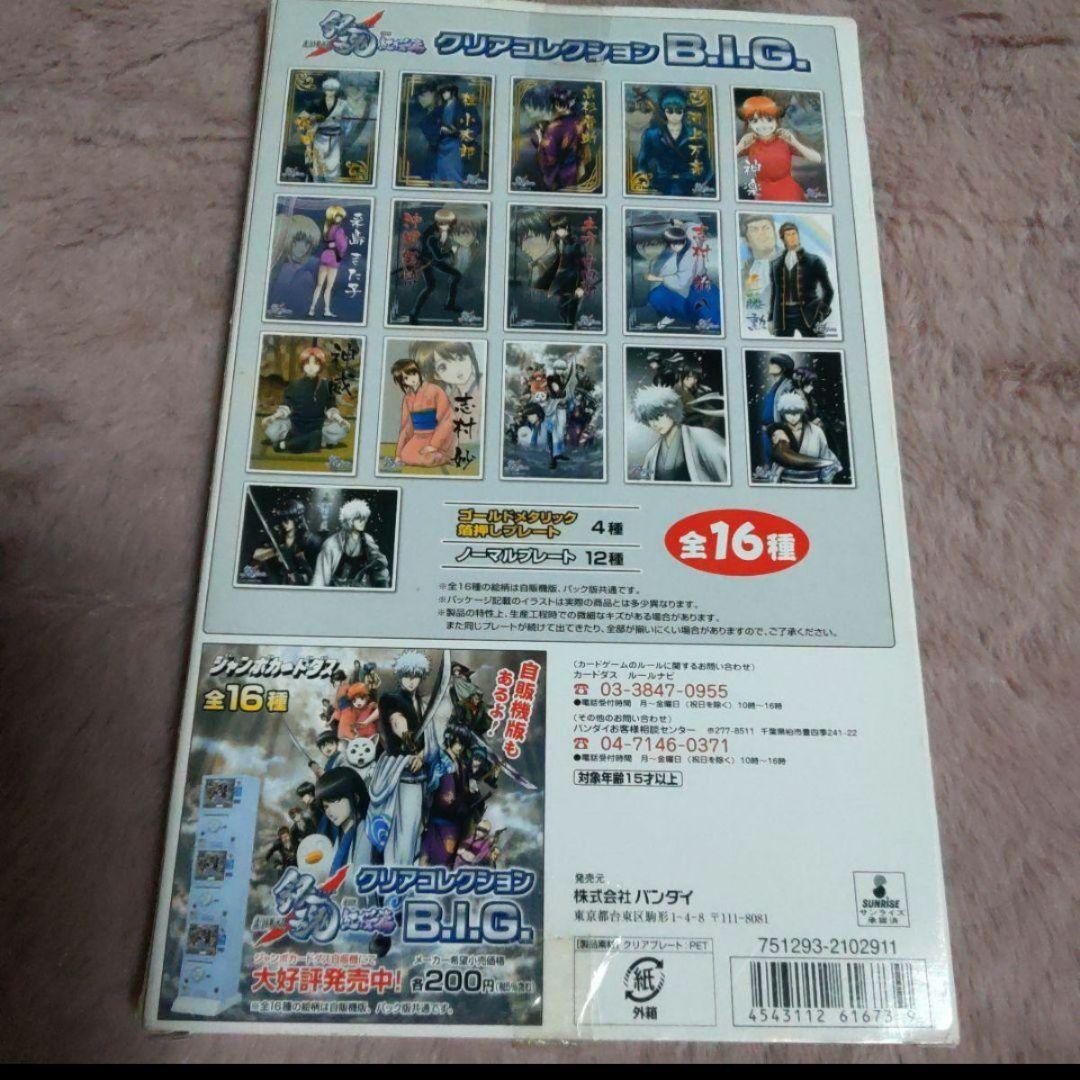 クリアコレクション B.I.G.
桂小太郎
高杉晋助
河上万斉
神楽
来島また子
沖田総悟
土方十四郎
志村新八
近藤勲
神威
志村妙
ゴールドメタリック
箔押しプレート 4種
ノーマルプレート 12種
全16種
※全16種の絵柄は自販機版、パック版共通です。
※パッケージ記載のイラストは実際の商品とは多少異なります。
※製品の特性上、生産工程時での微細なキズがある場合があります。
また同じプレートが続けて出てきたり、全部が揃いにくい場合がありますので、ご了承ください。
ジャンボカードダス
全16種
自販機版も
あるよ!
クリアコレクション
B.I.G.
ジャンボカードダス自販機にて
大好評発売中!
メーカー希望小売価格
各200円(税込)
※全16種の絵柄は自販機版、パック版共通です。
(カードゲームのルールに関するお問い合わせ)
カードダス ルールナビ
☎ 03-3847-0955
●電話受付時間 月〜金曜日(祝日を除く)10時〜16時
(その他のお問い合わせ)
バンダイお客様相談センター 〒277-8511 千葉県柏市豊四季241-22
☎ 04-7146-0371
●電話受付時間 月〜金曜日(祝日を除く)10時〜16時
対象年齢15才以上
発売元
株式会社 バンダイ
東京都台東区駒形1-4-8 〒111-8081
SUNRISE
サンライズ
承認済
[製品素材]クリアプレート:PET
紙
外箱
751293-2102911
4543112 61673 9